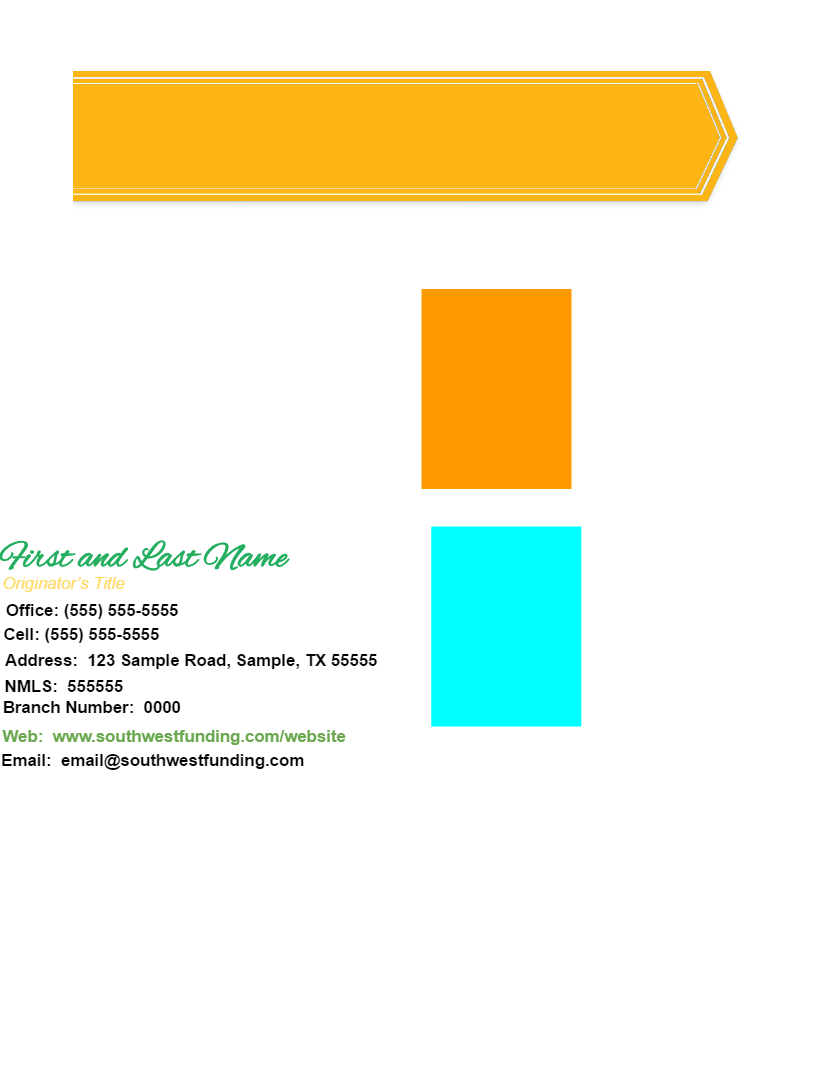 First and Last Name
Originator's Title
Office: (555) 555-5555
Cell: (555) 555-5555
Address:  123 Sample Road, Sample, TX 55555
NMLS:  555555
Branch Number:  0000
Web:  www.southwestfunding.com/website
Email:  email@southwestfunding.com